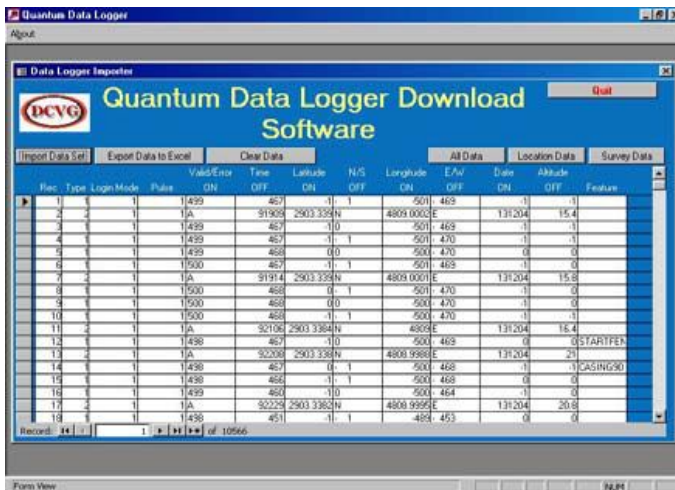 Quantum Data Logger
About
Data Logger Importer
DCVG
Quantum Data Logger Download
Software
Quit
Import Data Set Export Data to Excel Clear Data All Data Location Data Survey Data
Valid/Error Time Latitude N/S Longitude E/W Date Altitude
Rec Type Login Mode Pulse ON OFF ON OFF ON OFF ON OFF Feature
1 1 1 1 499 467 -1 - 1 -501 - 469 -1 -1
2 2 1 1 A 91909 2903.339 N 4809.0002 E 131204 15.4
3 1 1 1 499 467 -1 0 -501 - 469 -1 -1
4 1 1 1 499 467 -1 - 1 -501 - 470 -1 -1
5 1 1 1 499 468 0 0 -500 - 470 0 0
6 1 1 1 500 467 -1 - 1 -501 - 469 -1 -1
7 2 1 1 A 91914 2903.339 N 4809.0001 E 131204 15.8
8 1 1 1 500 468 0 - 1 -501 - 470 -1 0
9 1 1 1 500 468 0 0 -500 - 470 0 0
10 1 1 1 500 467 -1 - 1 -501 - 470 -1 -1
11 2 1 1 A 92106 2903.3384 N 4809 E 131204 16.4
12 1 1 1 498 467 -1 0 -500 - 469 0 0 STARTFEN
13 2 1 1 A 92208 2903.338 N 4808.9988 E 131204 21
14 1 1 1 498 467 0 - 1 -500 - 468 -1 -1 CASING90
15 1 1 1 498 466 -1 - 1 -500 - 468 0 0
16 1 1 1 499 460 -1 0 -500 - 464 -1 0
17 2 1 1 A 92229 2903.3382 N 4808.9995 E 131204 20.8
18 1 1 1 498 451 -1 - 1 -489 - 453 0 0
Record: 1 of 10566
Form View NUM